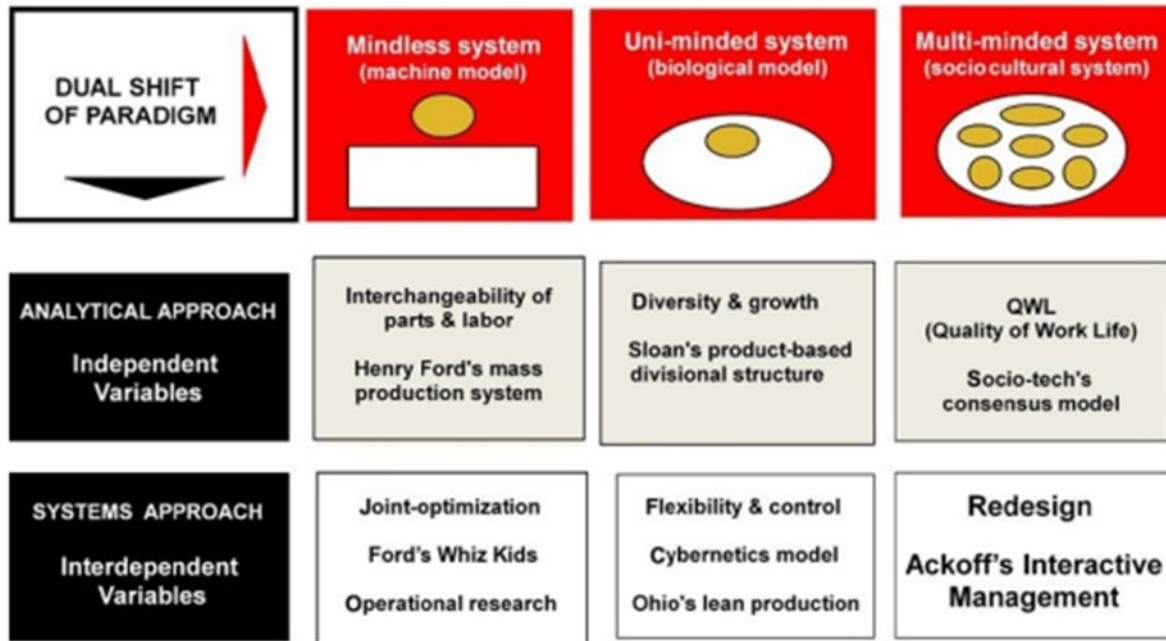 DUAL SHIFT
OF PARADIGM
Mindless system
(machine model)
Uni-minded system
(biological model)
Multi-minded system
(socio cultural system)
ANALYTICAL APPROACH
Independent
Variables
Interchangeability of
parts & labor
Henry Ford's mass
production system
Diversity & growth
Sloan's product-based
divisional structure
QWL
(Quality of Work Life)
Socio-tech's
consensus model
SYSTEMS APPROACH
Interdependent
Variables
Joint-optimization
Ford's Whiz Kids
Operational research
Flexibility & control
Cybernetics model
Ohio's lean production
Redesign
Ackoff's Interactive
Management